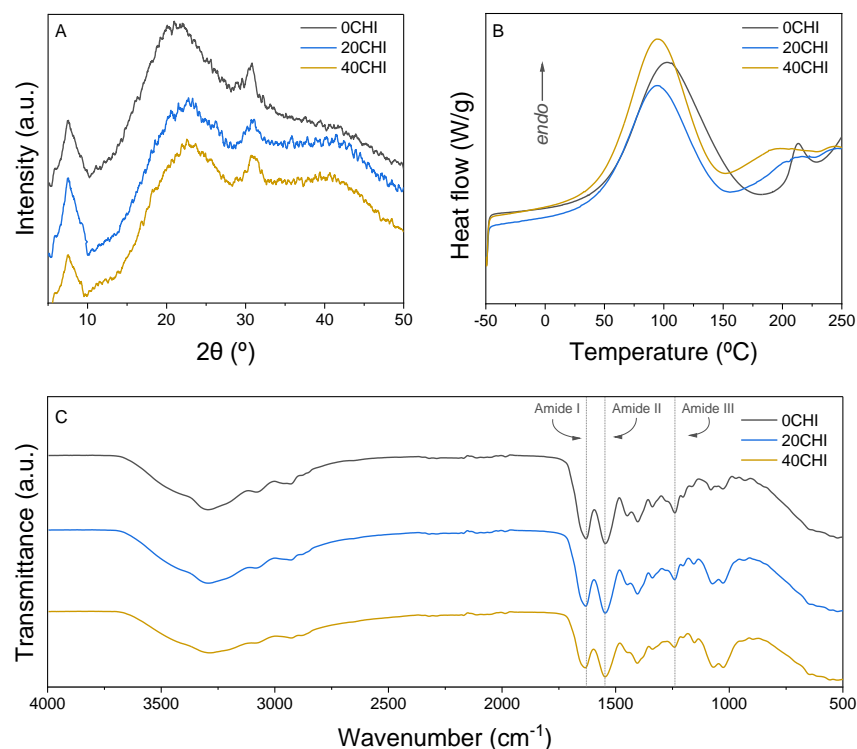 A
0CHI
20CHI
40CHI
Intensity (a.u.)
10 20 30 40 50
2θ (º)
B
0CHI
20CHI
40CHI
endo
Heat flow (W/g)
-50 0 50 100 150 200 250
Temperature (ºC)
C
Amide I
Amide II
Amide III
0CHI
20CHI
40CHI
Transmittance (a.u.)
4000 3500 3000 2500 2000 1500 1000 500
Wavenumber (cm⁻¹)